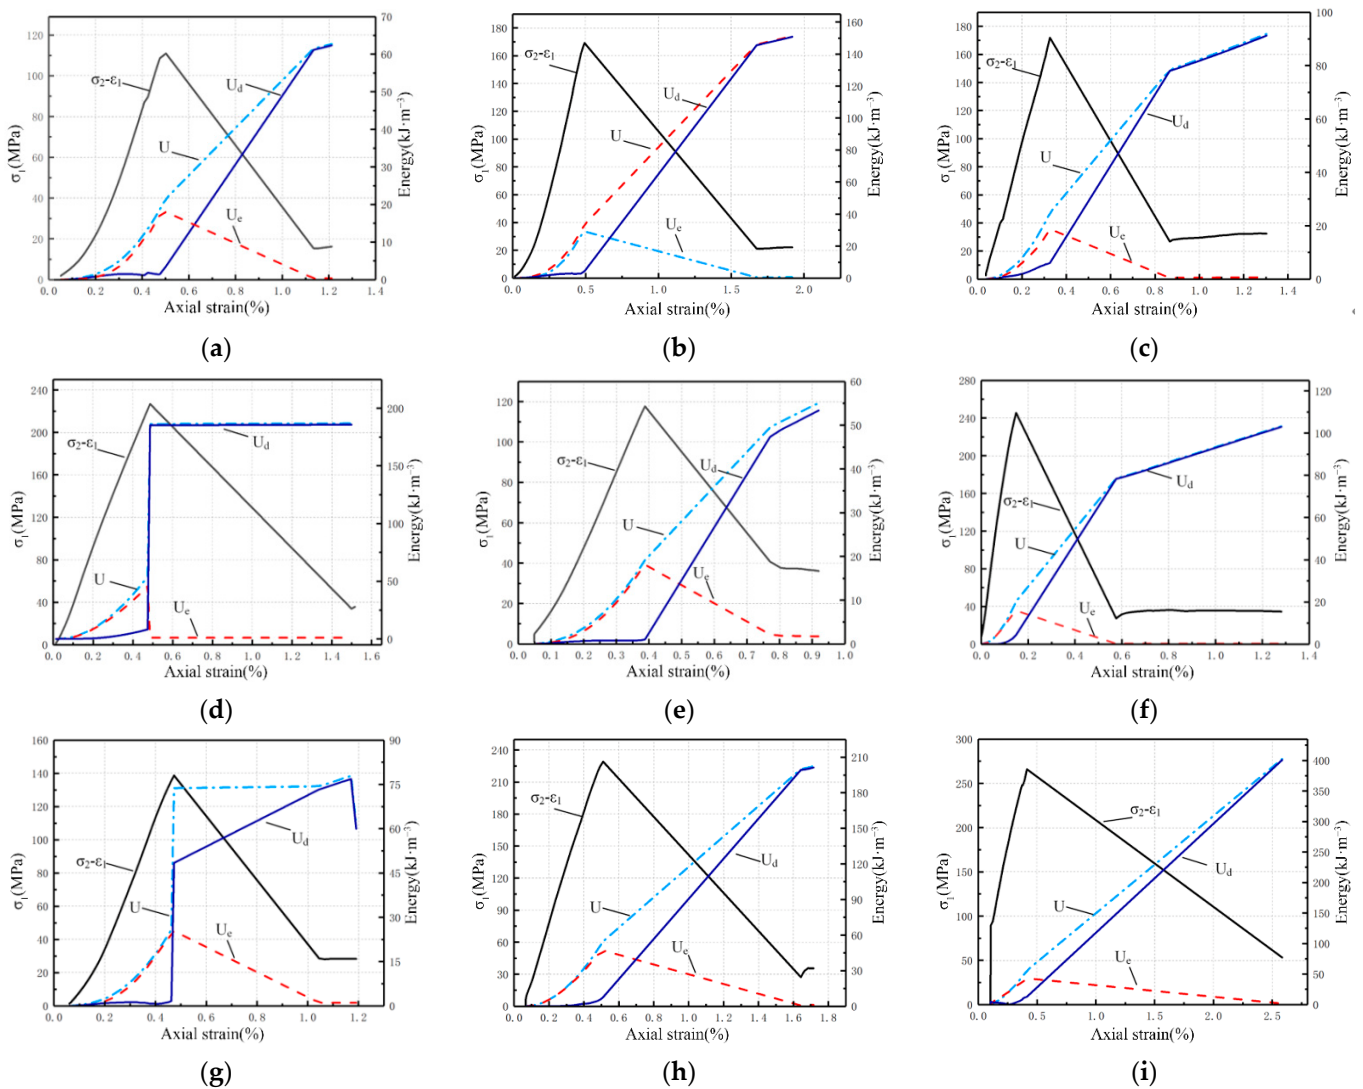 σ₁(MPa)
120
100
80
60
40
20
0
σ₂-ε₁
U_d
U
U_e
70
60
50
40
30
20
10
0
Energy(kJ·m⁻³)
0.0 0.2 0.4 0.6 0.8 1.0 1.2 1.4
Axial strain(%)
(a)
σ₁(MPa)
180
160
140
120
100
80
60
40
20
0
σ₂-ε₁
U_d
U
U_e
160
140
120
100
80
60
40
20
0
Energy(kJ·m⁻³)
0.0 0.5 1.0 1.5 2.0
Axial strain(%)
(b)
σ₁(MPa)
180
160
140
120
100
80
60
40
20
0
σ₂-ε₁
U_d
U
U_e
100
80
60
40
20
0
Energy(kJ·m⁻³)
0.0 0.2 0.4 0.6 0.8 1.0 1.2 1.4
Axial strain(%)
(c)
σ₁(MPa)
240
200
160
120
80
40
0
σ₂-ε₁
U_d
U
U_e
200
150
100
50
0
Energy(kJ·m⁻³)
0.0 0.2 0.4 0.6 0.8 1.0 1.2 1.4 1.6
Axial strain(%)
(d)
σ₁(MPa)
120
100
80
60
40
20
0
σ₂-ε₁
U_d
U
U_e
60
50
40
30
20
10
0
Energy(kJ·m⁻³)
0.0 0.1 0.2 0.3 0.4 0.5 0.6 0.7 0.8 0.9 1.0
Axial strain(%)
(e)
σ₁(MPa)
280
240
200
160
120
80
40
0
σ₂-ε₁
U_d
U
U_e
120
100
80
60
40
20
0
Energy(kJ·m⁻³)
0.0 0.2 0.4 0.6 0.8 1.0 1.2 1.4
Axial strain(%)
(f)
σ₁(MPa)
160
140
120
100
80
60
40
20
0
σ₂-ε₁
U
U_d
U_e
90
75
60
45
30
15
0
Energy(kJ·m⁻³)
0.0 0.2 0.4 0.6 0.8 1.0 1.2
Axial strain(%)
(g)
σ₁(MPa)
240
210
180
150
120
90
60
30
0
σ₂-ε₁
U_d
U
U_e
210
180
150
120
90
60
30
0
Energy(kJ·m⁻³)
0.0 0.2 0.4 0.6 0.8 1.0 1.2 1.4 1.6 1.8
Axial strain(%)
(h)
σ₁(MPa)
300
250
200
150
100
50
0
σ₂-ε₁
U_d
U
U_e
400
350
300
250
200
150
100
50
0
Energy(kJ·m⁻³)
0.0 0.5 1.0 1.5 2.0 2.5
Axial strain(%)
(i)